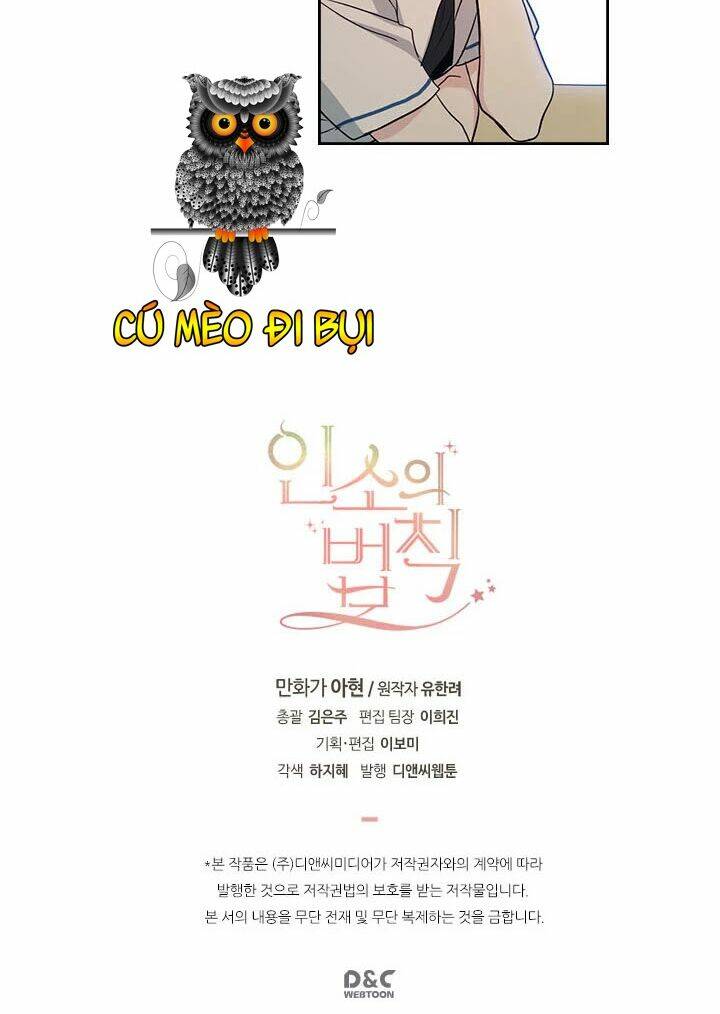 CÚ MÈO ĐI BỤI
인소의
법칙
만화가 아현 / 원작자 유한려
총괄 김은주 편집 팀장 이희진
기획·편집 이보미
각색 하지혜 발행 디앤씨웹툰
*본 작품은 (주)디앤씨미디어가 저작권자와의 계약에 따라
발행한 것으로 저작권법의 보호를 받는 저작물입니다.
본 서의 내용을 무단 전재 및 무단 복제하는 것을 금합니다.
D&C
WEBTOON